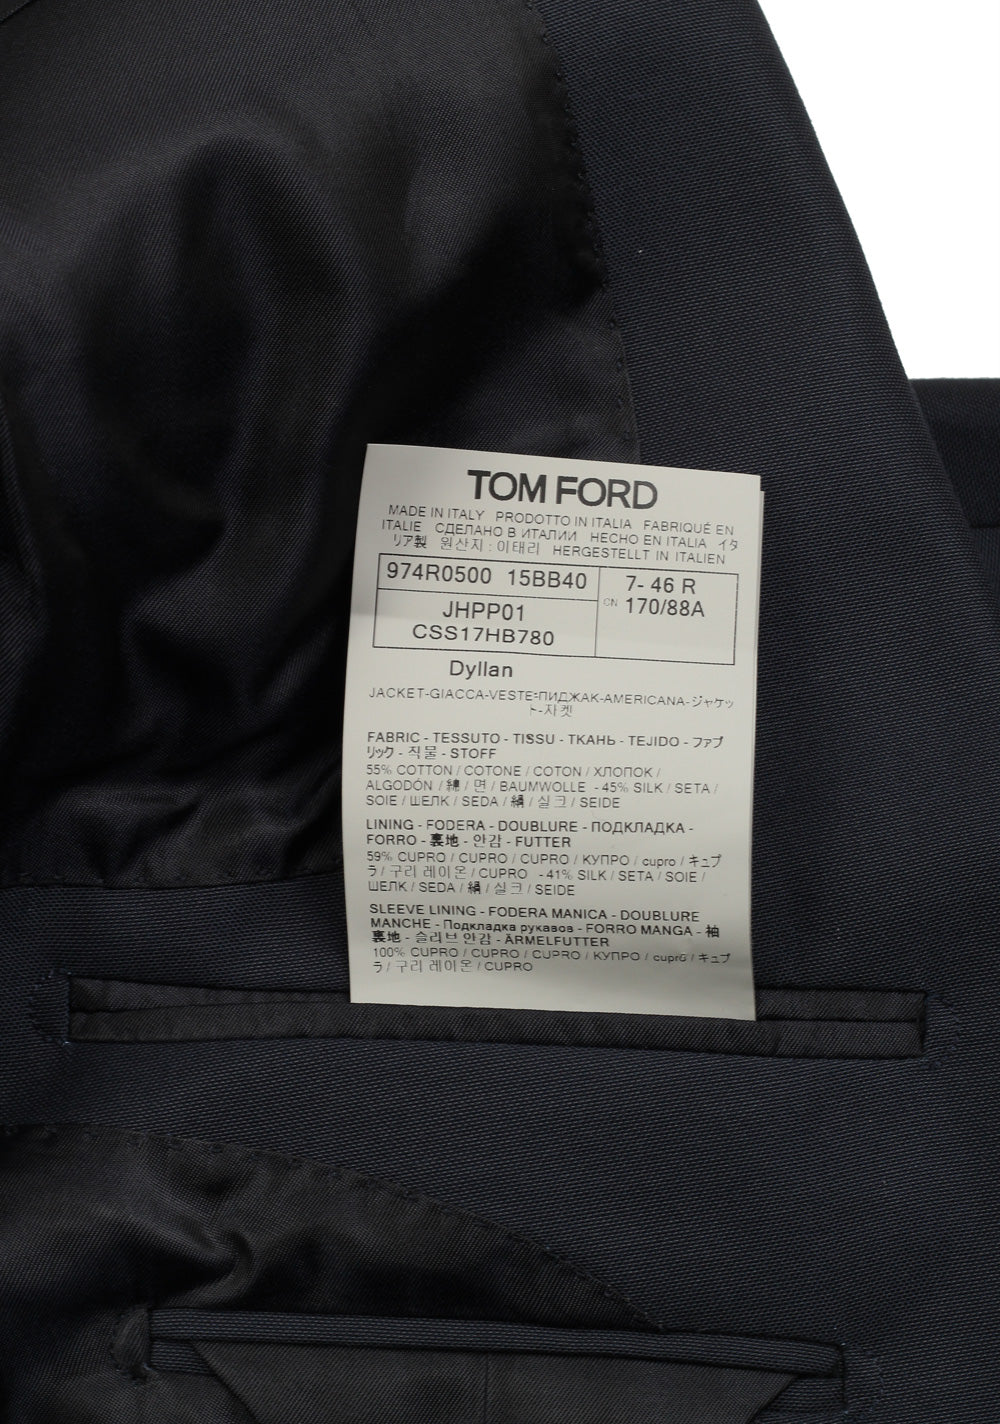 TOM FORD
MADE IN ITALY PRODOTTO IN ITALIA FABRIQUÉ EN
ITALIE СДЕЛАНО В ИТАЛИИ HECHO EN ITALIA イタ
リア製 원산지 : 이태리 HERGESTELLT IN ITALIEN
974R0500 15BB40
7- 46 R
CN 170/88A
JHPP01
CSS17HB780
Dyllan
JACKET-GIACCA-VESTE-ПИДЖАК-AMERICANA-ジャケッ
ト-자켓
FABRIC - TESSUTO - TISSU - ТКАНЬ - TEJIDO - ファブ
リック - 직물 - STOFF
55% COTTON / COTONE / COTON / ХЛОПОК /
ALGODÓN / 綿 / 면 / BAUMWOLLE - 45% SILK / SETA /
SOIE / ШЕЛК / SEDA / 絹 / 실크 / SEIDE
LINING - FODERA - DOUBLURE - ПОДКЛАДКА -
FORRO - 裏地 - 안감 - FUTTER
59% CUPRO / CUPRO / CUPRO / КУПРО / cupro / キュプ
ラ / 구리 레이온 / CUPRO - 41% SILK / SETA / SOIE /
ШЕЛК / SEDA / 絹 / 실크 / SEIDE
SLEEVE LINING - FODERA MANICA - DOUBLURE
MANCHE - Подкладка рукавов - FORRO MANGA - 袖
裏地 - 슬리브 안감 - ÄRMELFUTTER
100% CUPRO / CUPRO / CUPRO / КУПРО / cupro / キュプ
ラ / 구리 레이온 / CUPRO